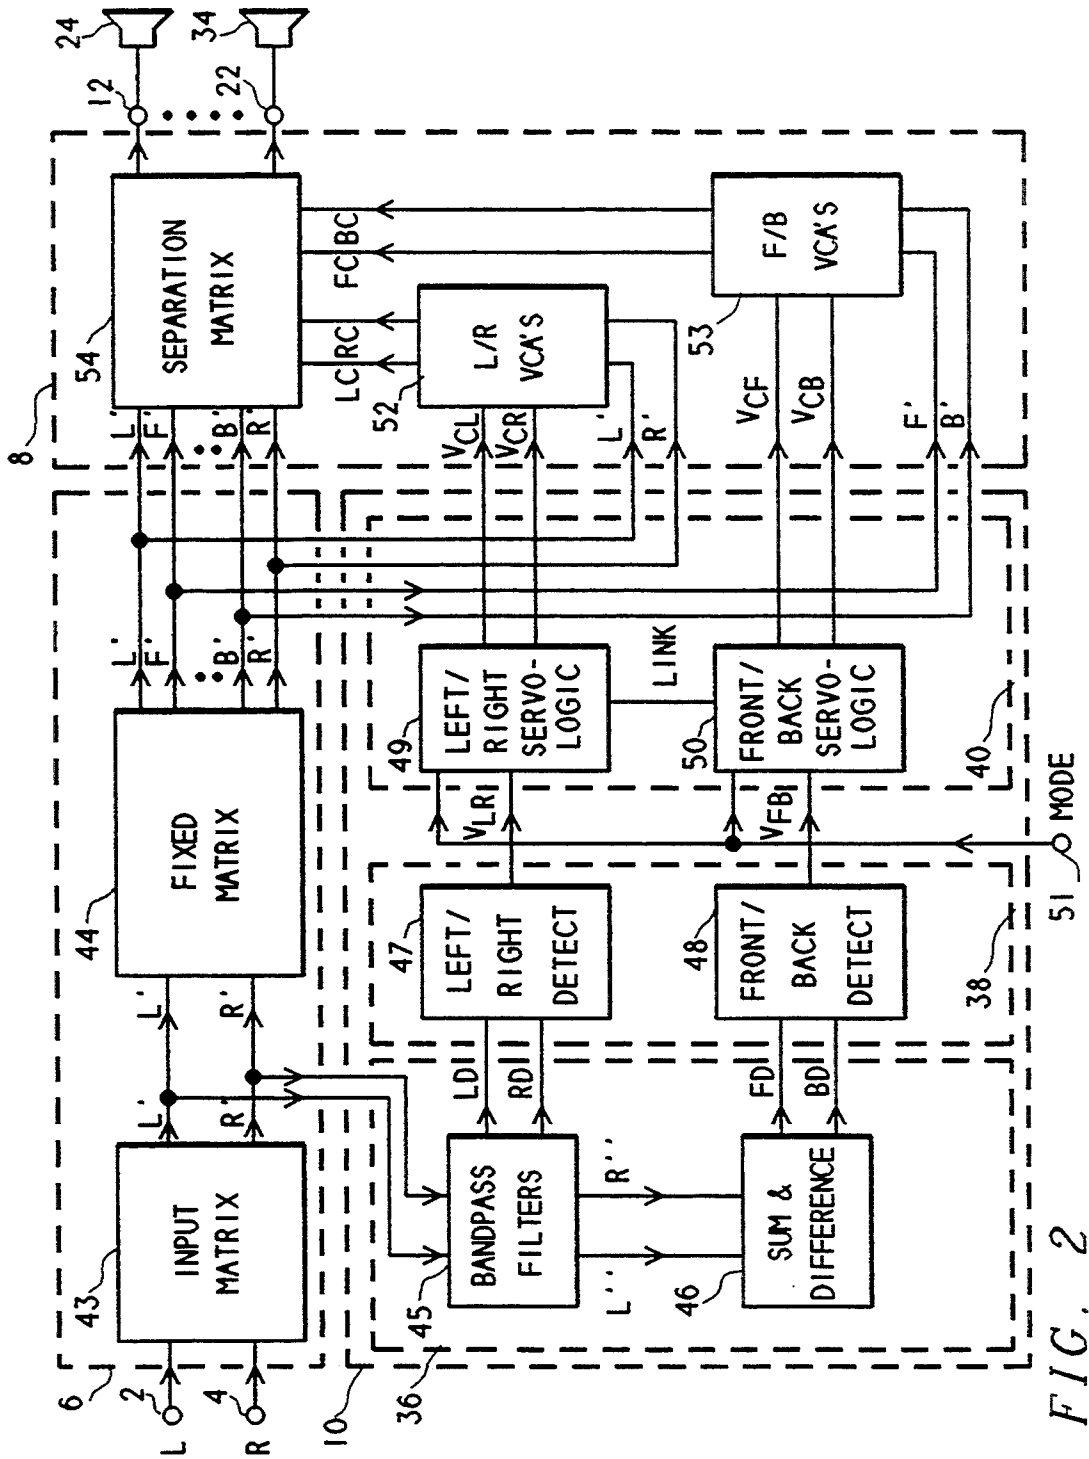 L
2
R
4
6
43
INPUT
MATRIX
L'
R'
L'
R'
44
FIXED
MATRIX
L'
F'
B'
R'
L'
F'
B'
R'
8
54
SEPARATION
MATRIX
12
22
24
34
10
36
45
BANDPASS
FILTERS
L''
R''
46
SUM &
DIFFERENCE
LD
RD
FD
BD
38
47
LEFT/
RIGHT
DETECT
48
FRONT/
BACK
DETECT
VLR
VFB
51
MODE
40
49
LEFT/
RIGHT
SERVO-
LOGIC
LINK
50
FRONT/
BACK
SERVO-
LOGIC
VCL
VCR
L'
R'
VCF
VCB
F'
B'
52
L/R
VCA'S
53
F/B
VCA'S
LC
RC
FC
BC
FIG. 2